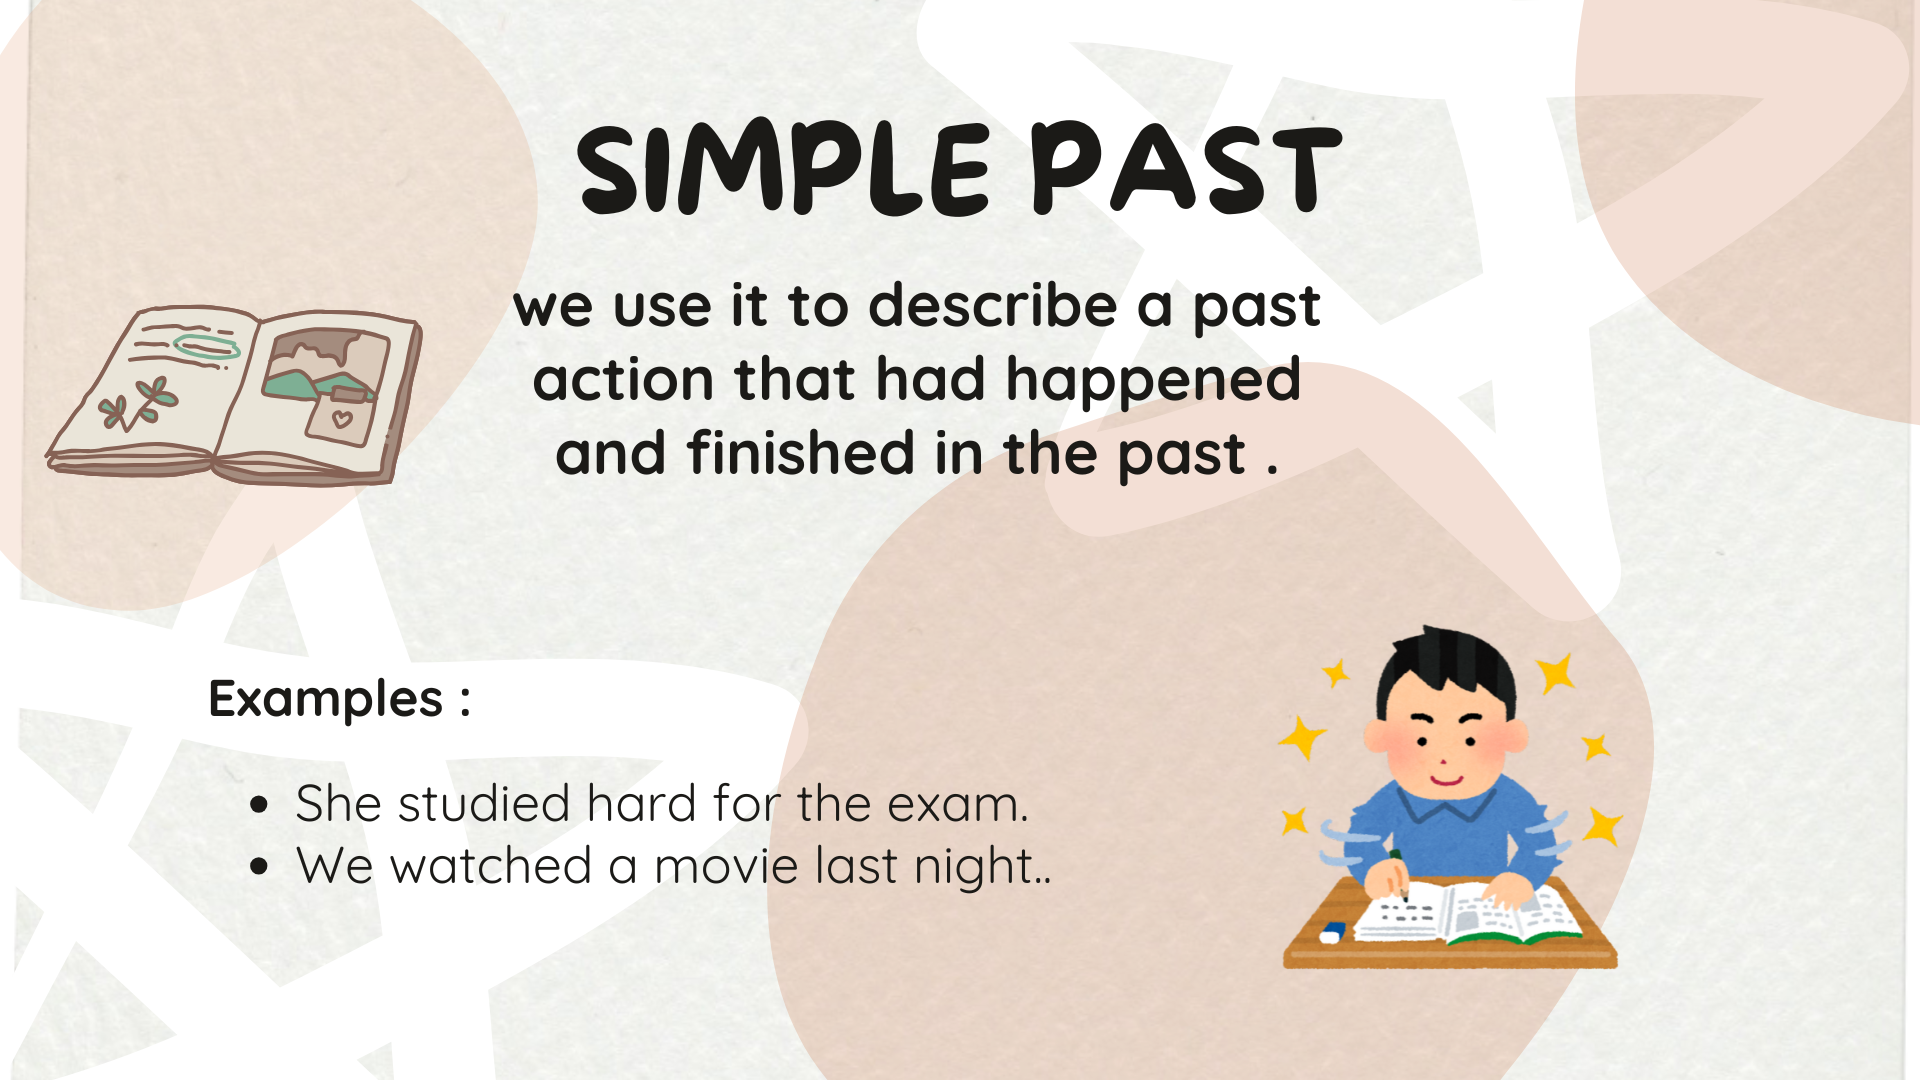 SIMPLE PAST
we use it to describe a past
action that had happened
and finished in the past .
Examples :
• She studied hard for the exam.
• We watched a movie last night..